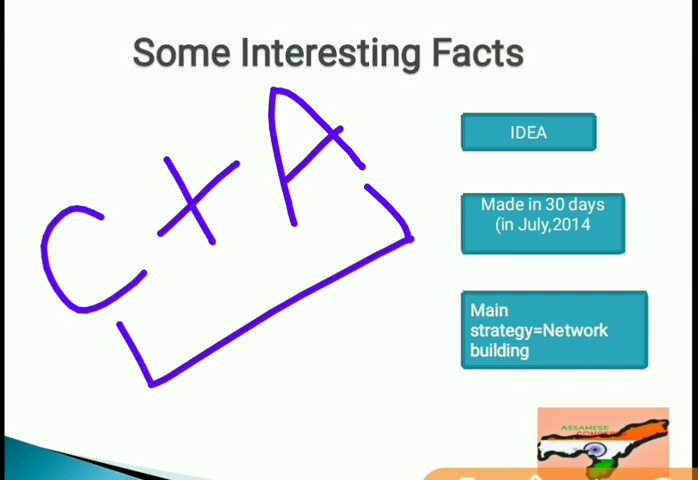 Some Interesting Facts
C + A
IDEA
Made in 30 days
(in July,2014
Main
strategy=Network
building
ASSAMESE